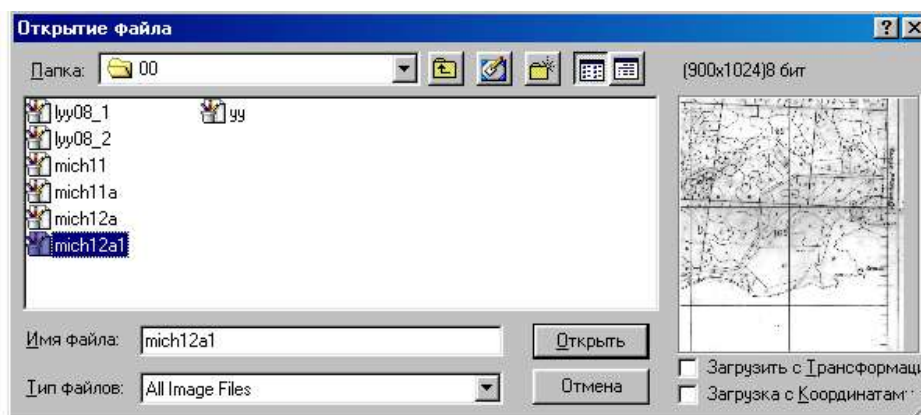 Открытие файла
Папка: 00
(900x1024)8 бит
lyy08_1
lyy08_2
mich11
mich11a
mich12a
mich12a1
yy
Имя файла: mich12a1
Открыть
Тип файлов: All Image Files
Отмена
Загрузить с Трансформаци
Загрузка с Координатам